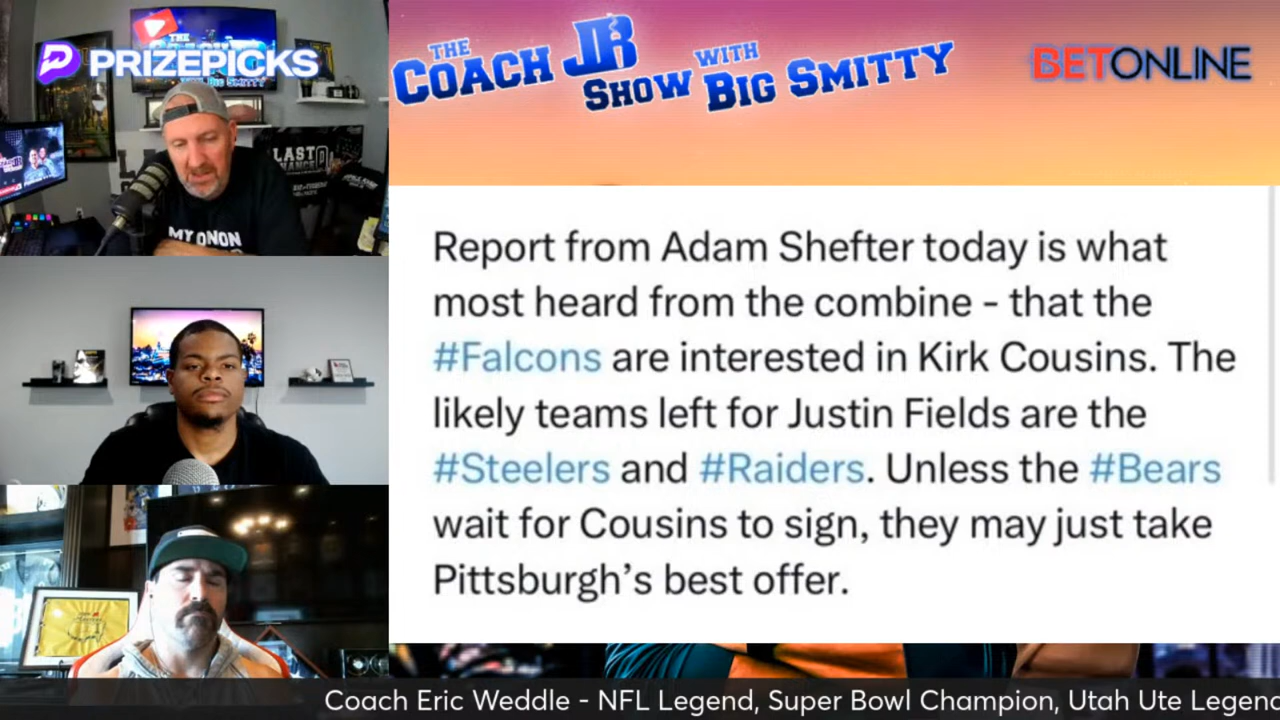 PRIZEPICKS
THE
COACH JB
SHOW
WITH
BIG SMITTY
BETONLINE
LAST
Report from Adam Shefter today is what
most heard from the combine - that the
#Falcons are interested in Kirk Cousins. The
likely teams left for Justin Fields are the
#Steelers and #Raiders. Unless the #Bears
wait for Cousins to sign, they may just take
Pittsburgh’s best offer.
Coach Eric Weddle - NFL Legend, Super Bowl Champion, Utah Ute Legend